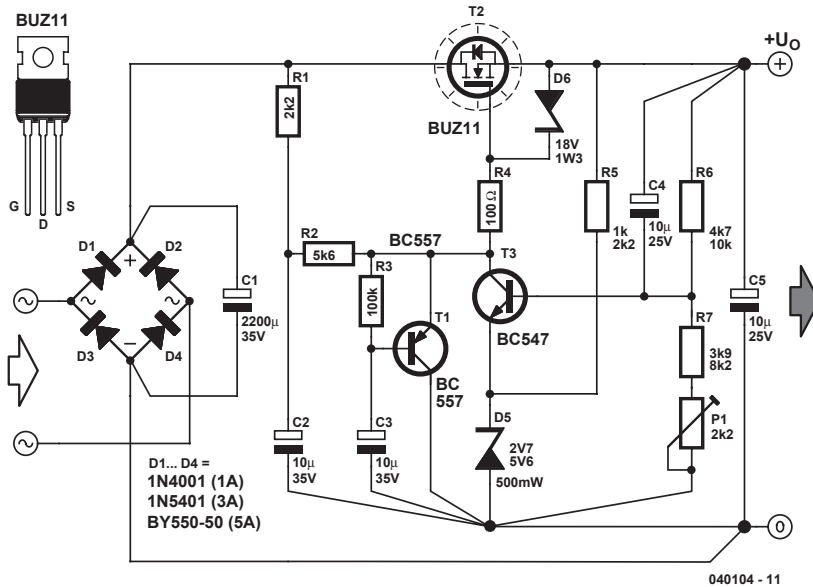 BUZ11
T2
+U_O
+
R1
2k2
D6
BUZ11
18V
1W3
G
D
S
R4
100 Ω
R5
1k
2k2
C4
10µ
25V
R6
4k7
10k
D1
D2
+
~
~
–
D3
D4
C1
2200µ
35V
R2
5k6
BC557
R3
100k
T3
T1
BC547
BC
557
C5
10µ
25V
R7
3k9
8k2
~
~
C2
10µ
35V
C3
10µ
35V
D5
2V7
5V6
500mW
P1
2k2
D1... D4 =
1N4001 (1A)
1N5401 (3A)
BY550-50 (5A)
0
040104 - 11